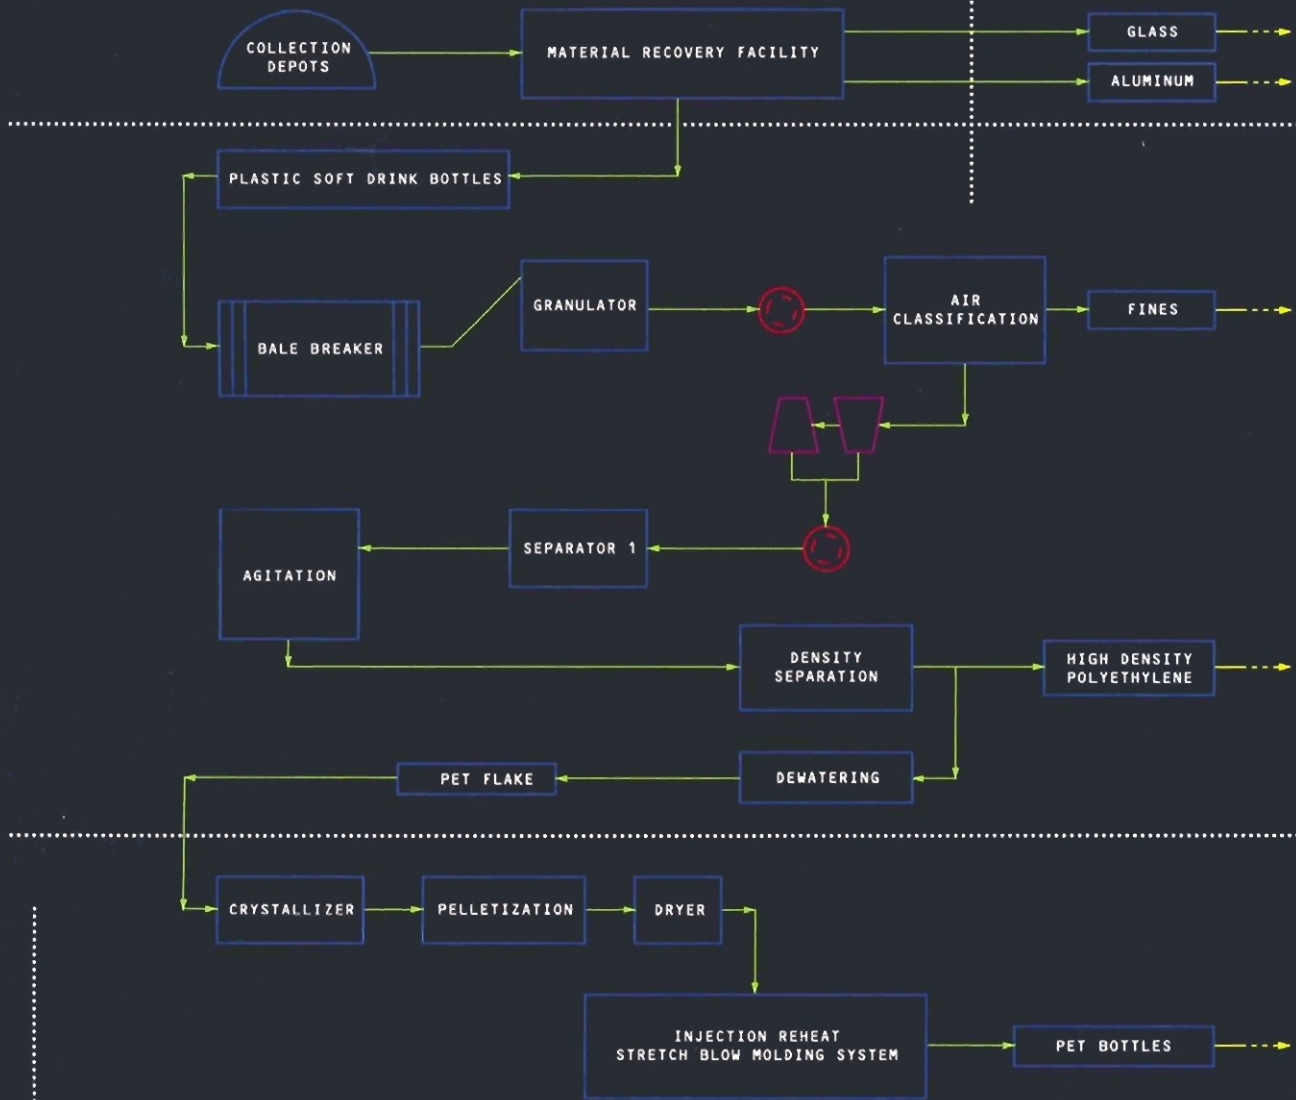 COLLECTION
DEPOTS
MATERIAL RECOVERY FACILITY
GLASS
ALUMINUM
PLASTIC SOFT DRINK BOTTLES
BALE BREAKER
GRANULATOR
AIR
CLASSIFICATION
FINES
AGITATION
SEPARATOR 1
DENSITY
SEPARATION
HIGH DENSITY
POLYETHYLENE
PET FLAKE
DEWATERING
CRYSTALLIZER
PELLETIZATION
DRYER
INJECTION REHEAT
STRETCH BLOW MOLDING SYSTEM
PET BOTTLES